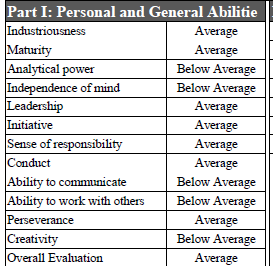 Part I: Personal and General Abilitie
Industriousness Average
Maturity Average
Analytical power Below Average
Independence of mind Below Average
Leadership Average
Initiative Average
Sense of responsibility Average
Conduct Average
Ability to communicate Below Average
Ability to work with others Below Average
Perseverance Average
Creativity Below Average
Overall Evaluation Average